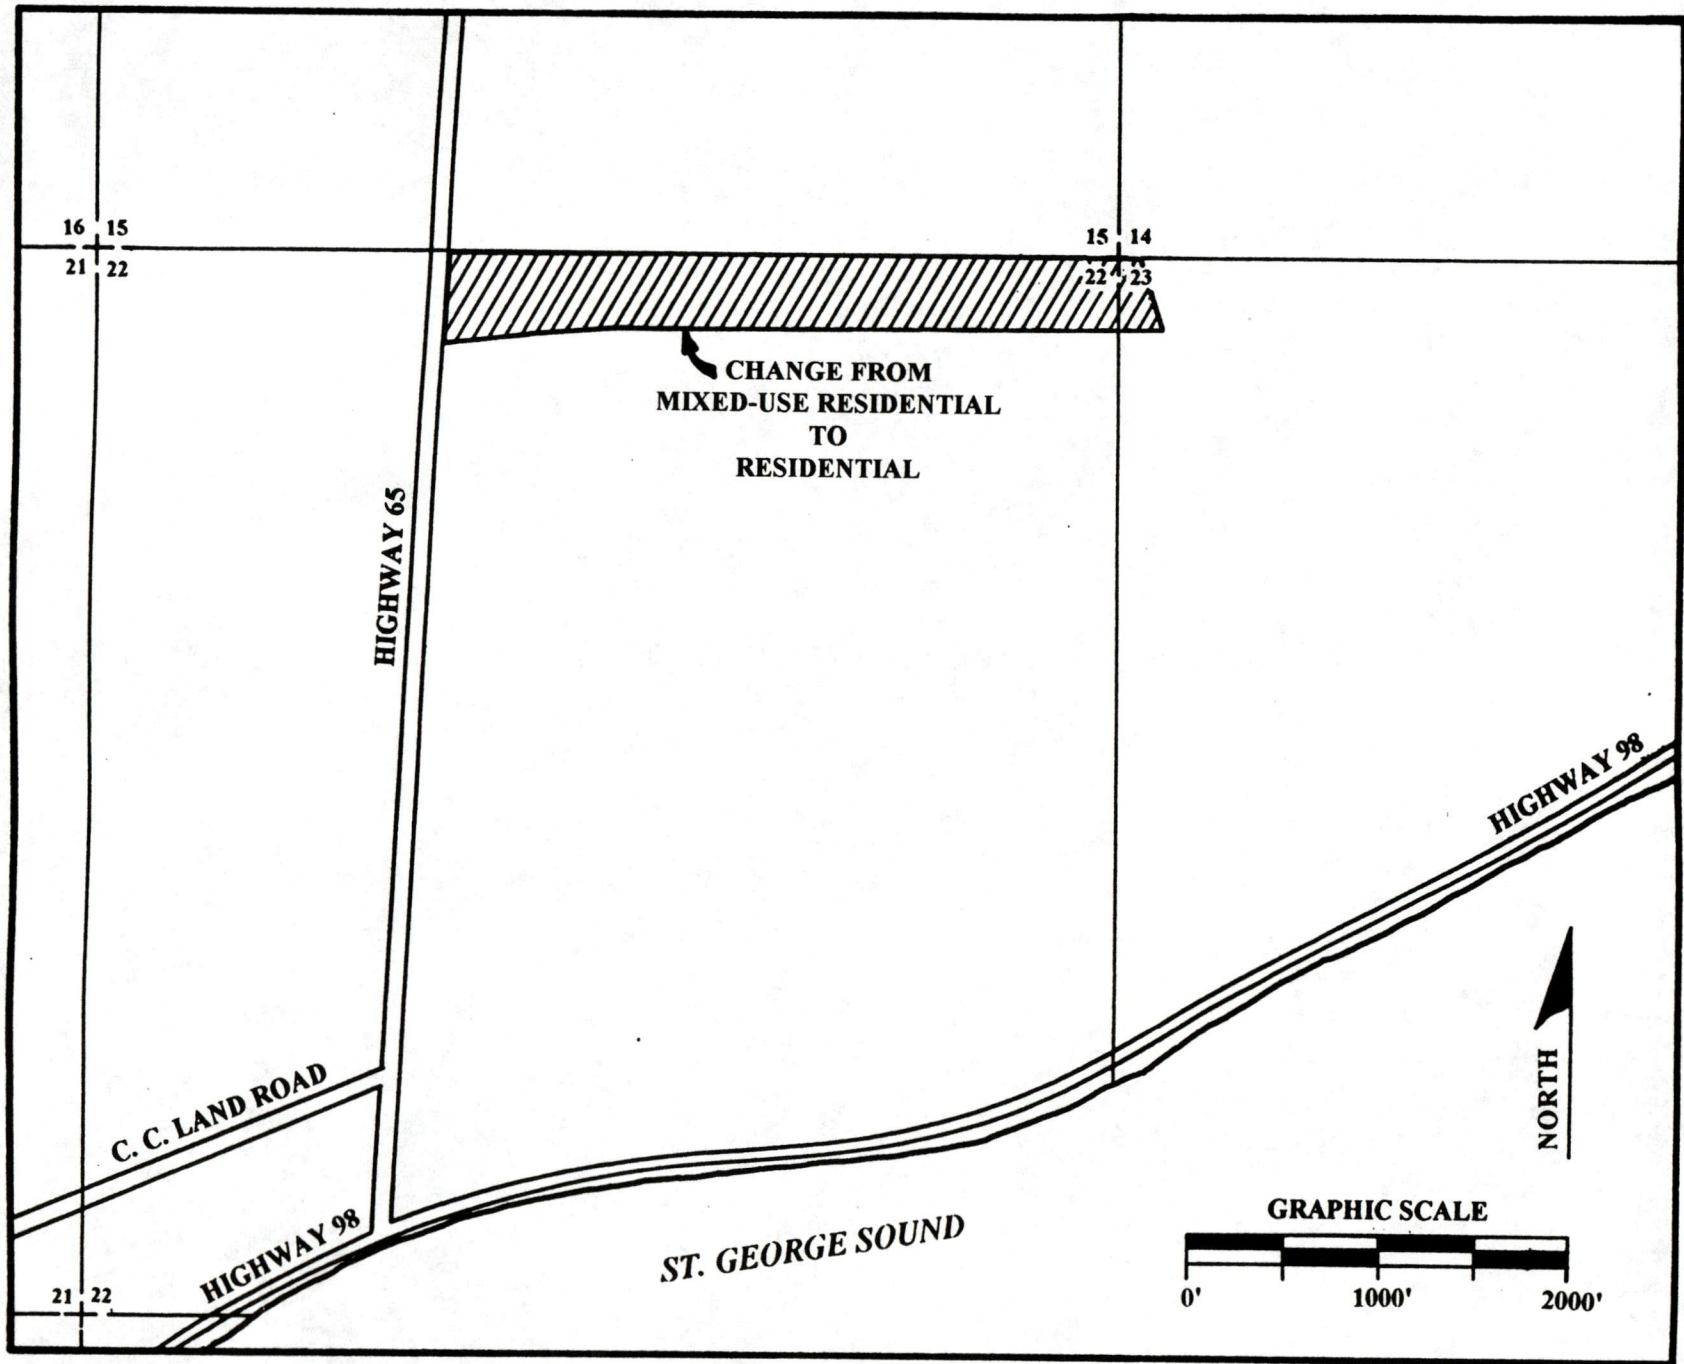 16 15
21 22
15 14
22 23
CHANGE FROM
MIXED-USE RESIDENTIAL
TO
RESIDENTIAL
HIGHWAY 65
HIGHWAY 98
C. C. LAND ROAD
HIGHWAY 98
ST. GEORGE SOUND
NORTH
GRAPHIC SCALE
0' 1000' 2000'
21 22